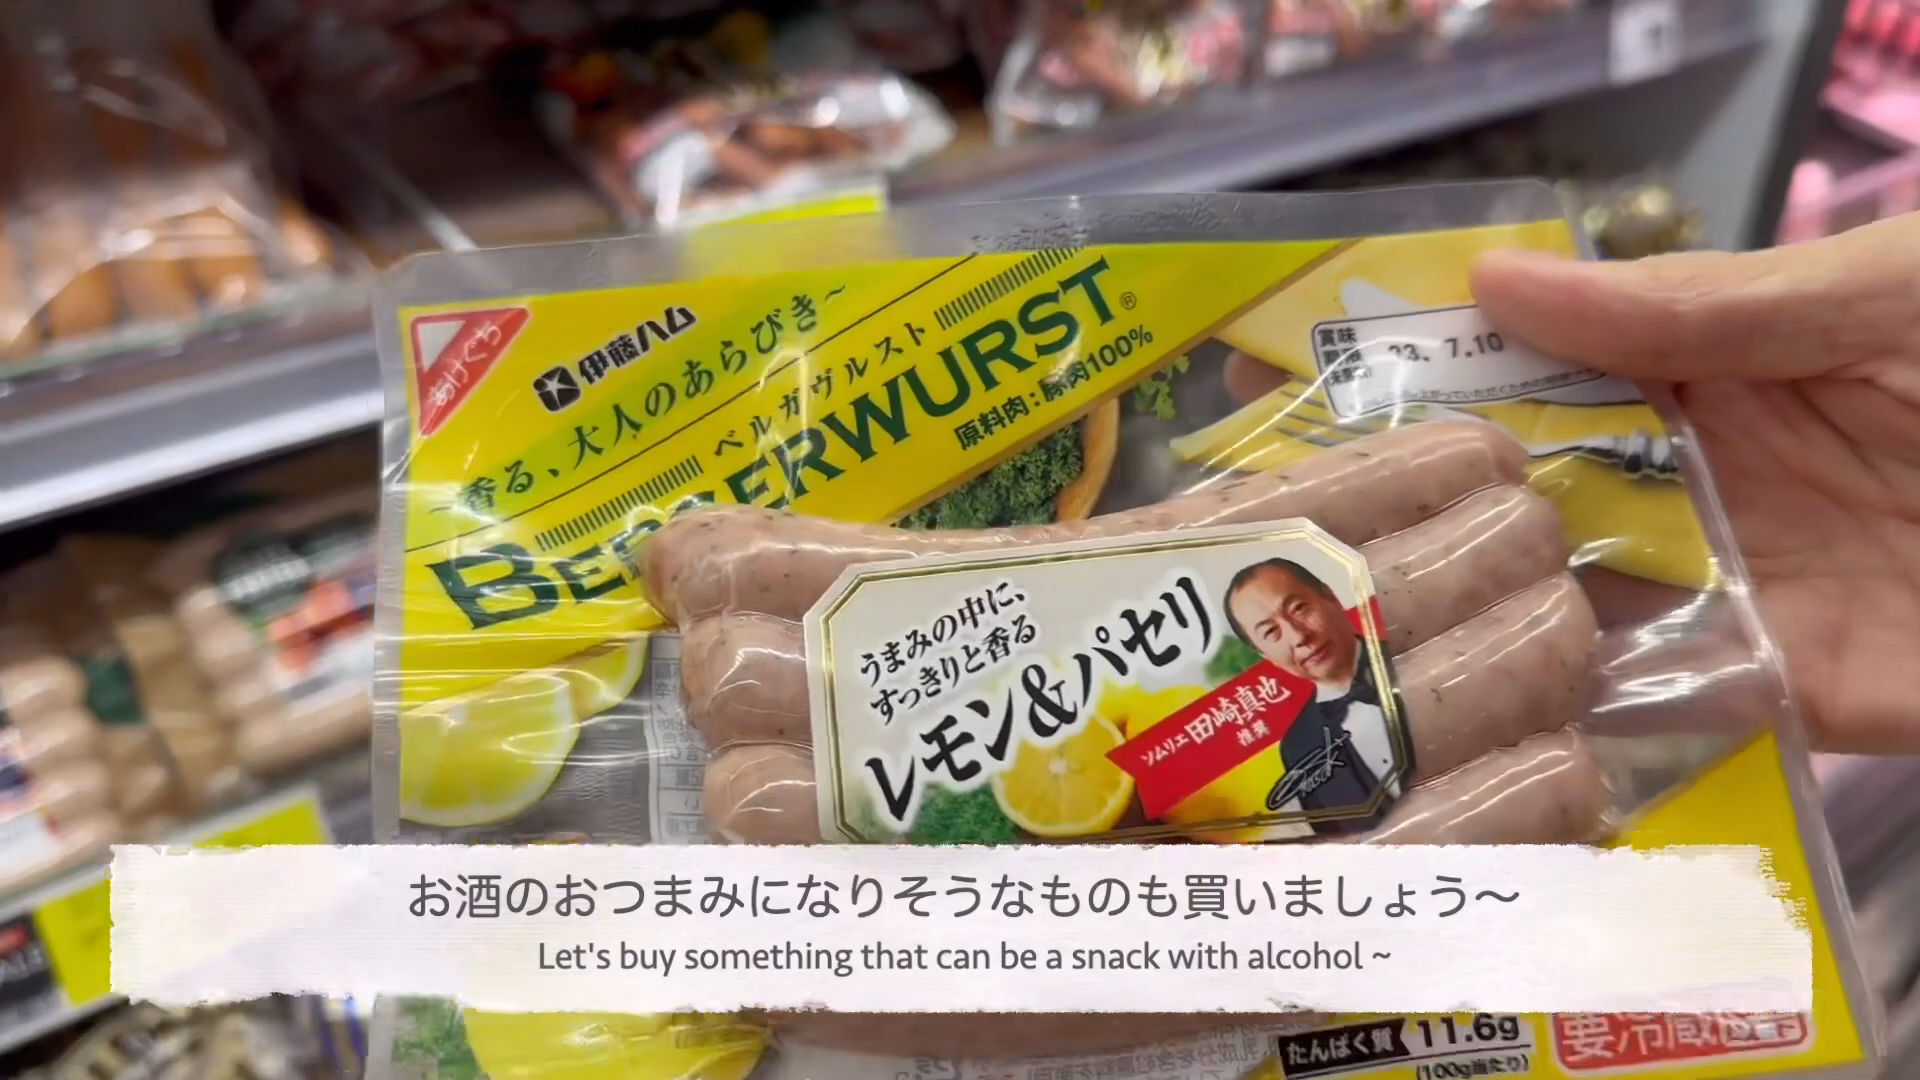 あけぐち
伊藤ハム
~香る、大人のあらびき~
ベルガヴルスト
BERGERWURST®
原料肉:豚肉100%
賞味
期限
23. 7.10
うまみの中に、
すっきりと香る
レモン&パセリ
ソムリエ 田崎真也
推奨
お酒のおつまみになりそうなものも買いましょう〜
Let's buy something that can be a snack with alcohol ~
たんぱく質 11.6g
(100g当たり)
要冷蔵